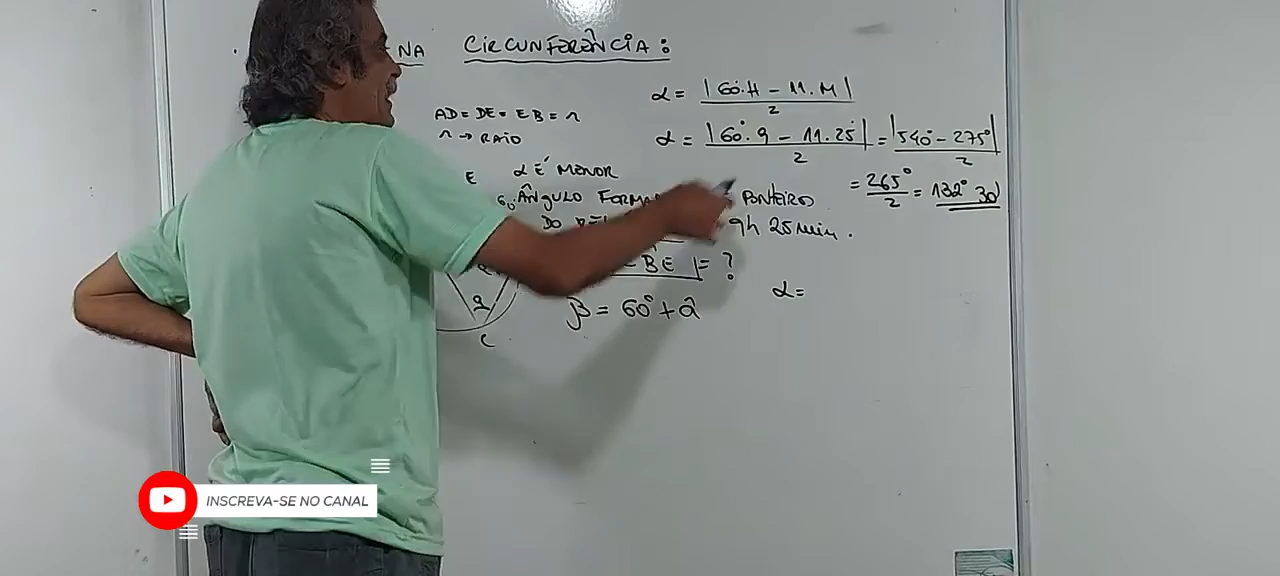 NA CIRCUNFERÊNCIA:
α = |60°.H - 11.M| / 2
AD = DE = EB = r
r → RAIO
α = |60°.9 - 11.25°| / 2 = |540° - 275°| / 2
E α É MENOR
= 265° / 2 = 132° 30'
ÂNGULO PONTEIRO
DO 9h 25min.
BE = ?
α =
β = 60° + α
C
INSCREVA-SE NO CANAL